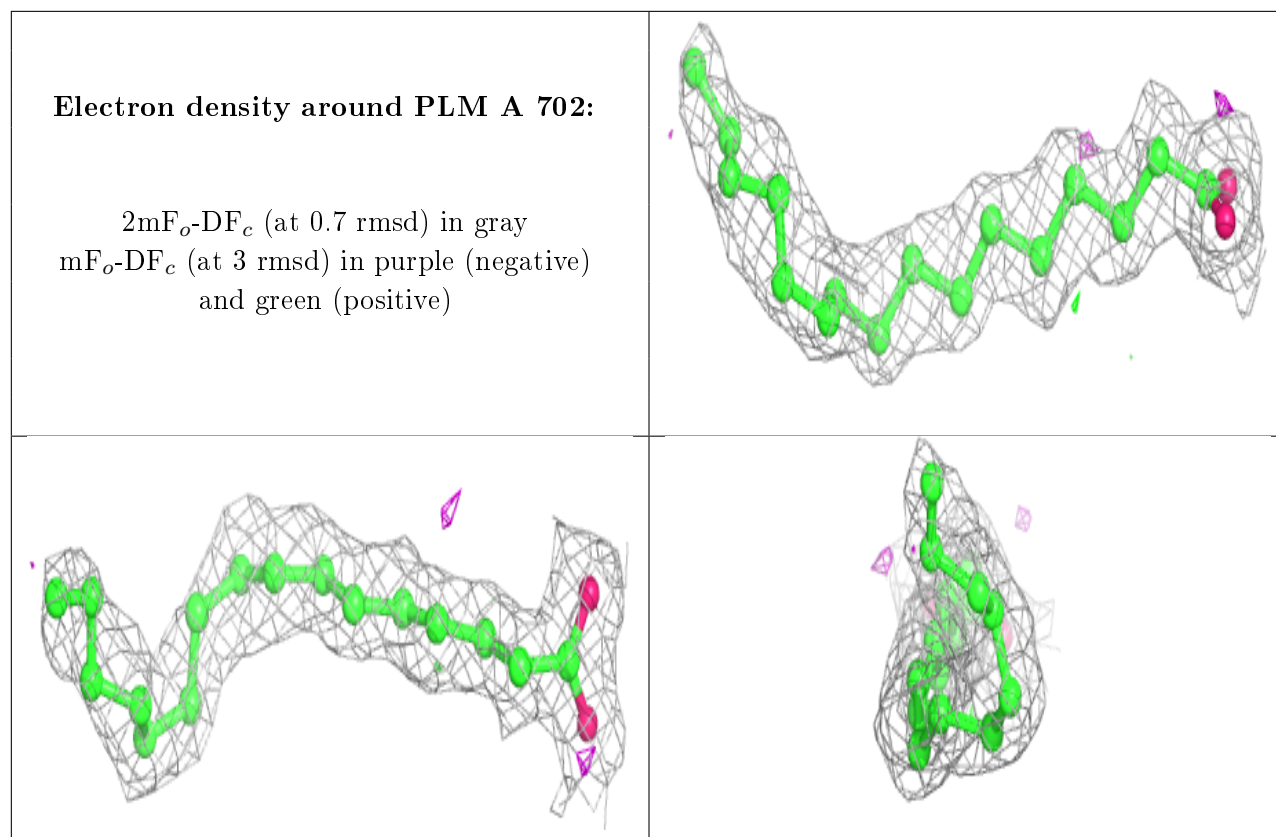 Electron density around PLM A 702:
2mFₒ-DF𝒸 (at 0.7 rmsd) in gray
mFₒ-DF𝒸 (at 3 rmsd) in purple (negative)
and green (positive)